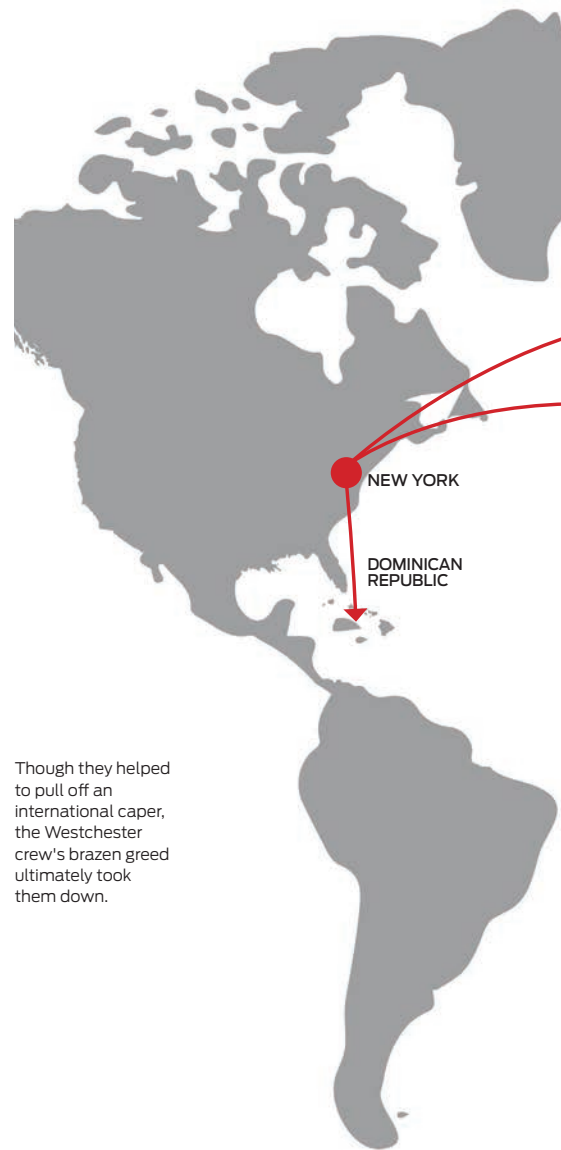 NEW YORK
DOMINICAN
REPUBLIC
Though they helped
to pull off an
international caper,
the Westchester
crew's brazen greed
ultimately took
them down.